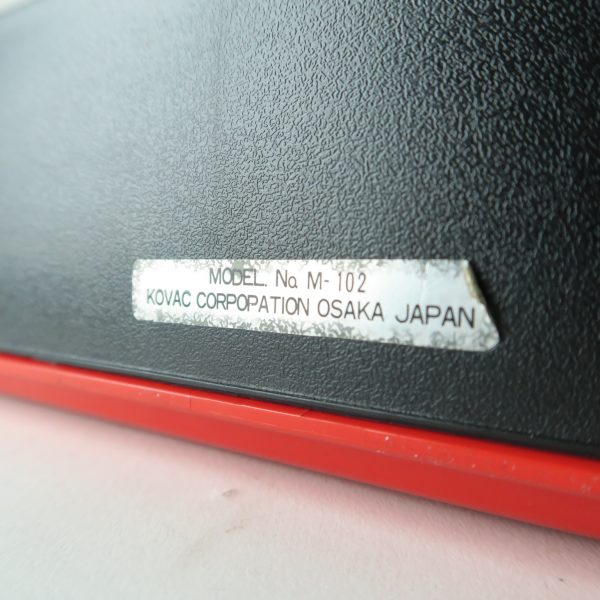 MODEL. No. M-102
KOVAC CORPOPATION OSAKA JAPAN